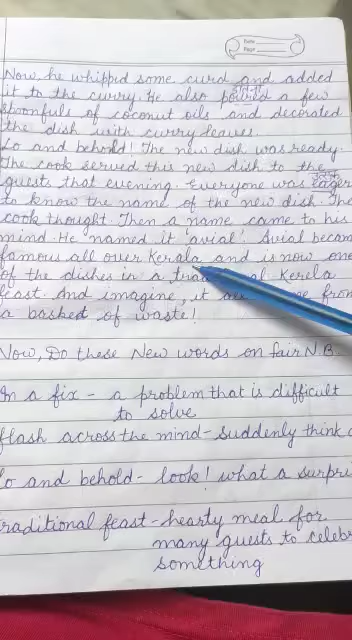 Date
Page
Now, he whipped some curd and added
it to the curry. He also poured a few
spoonfuls of coconut oils and decorated
the dish with curry leaves.
Lo and behold! The new dish was ready.
The cook served this new dish to the
guests that evening. Everyone was eager
to know the name of the new dish. The
cook thought. Then a name came to his
mind. He named it 'avial'. Avial becam
famous all over Kerala and is now one
of the dishes in a Kerela
feast. And imagine, it from
a basked of waste!
Now, Do these New words on fair N.B.
In a fix - a problem that is difficult
to solve
flash across the mind - suddenly think o
Lo and behold - look! what a surpri
traditional feast - hearty meal for
many guests to celebr
something